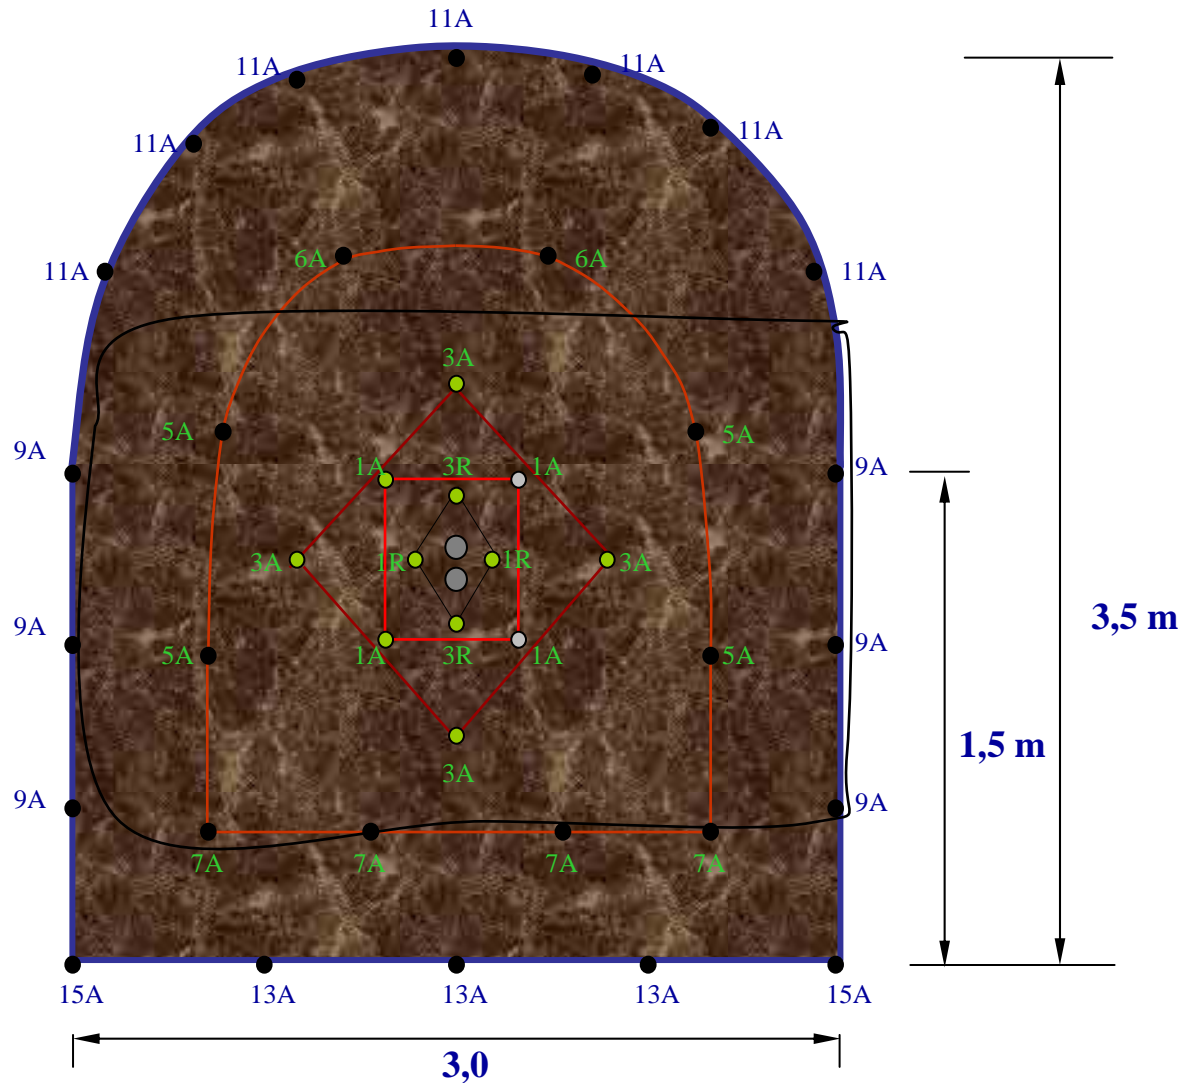 11A
11A 11A
11A 11A
11A 11A
6A 6A
3A
5A 5A
9A 9A
1A 3R 1A
3A 1R 1R 3A
3,5 m
9A 9A
5A 1A 3R 1A 5A
1,5 m
3A
9A 9A
7A 7A 7A 7A
15A 13A 13A 13A 15A
3,0